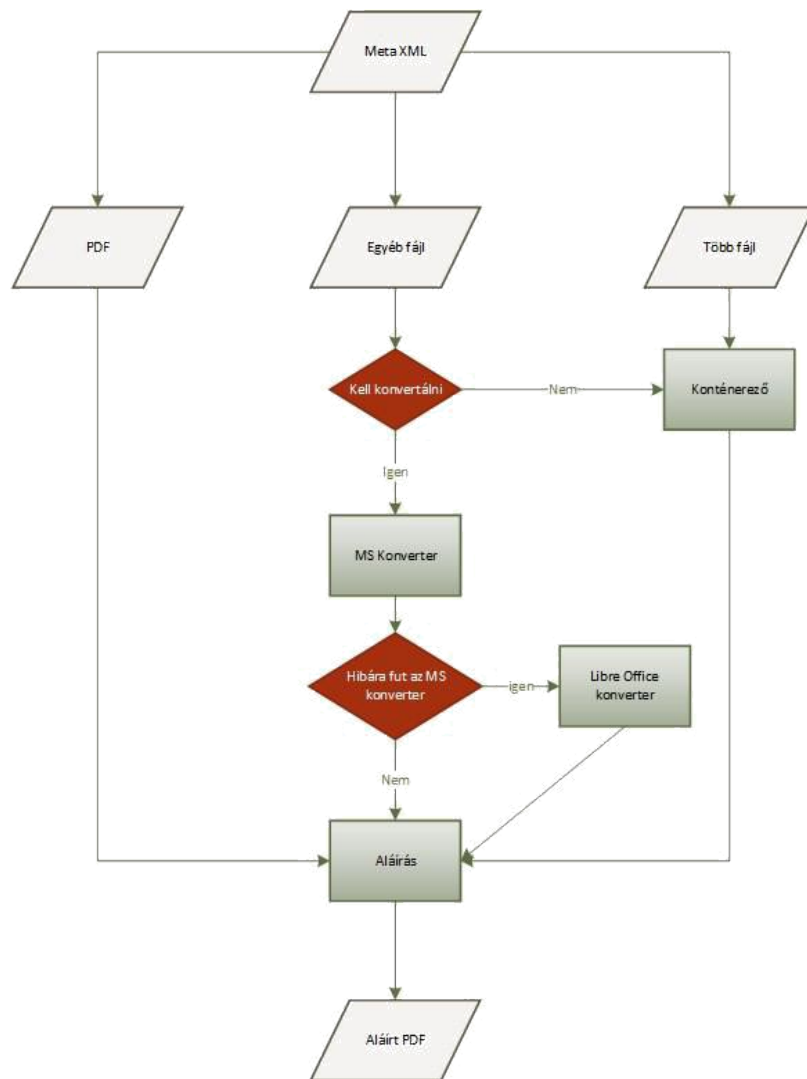 Meta XML
PDF
Egyéb fájl
Több fájl
Kell konvertálni
Nem
Konténerező
Igen
MS Konverter
Hibára fut az MS
konverter
igen
Libre Office
konverter
Nem
Aláírás
Aláírt PDF